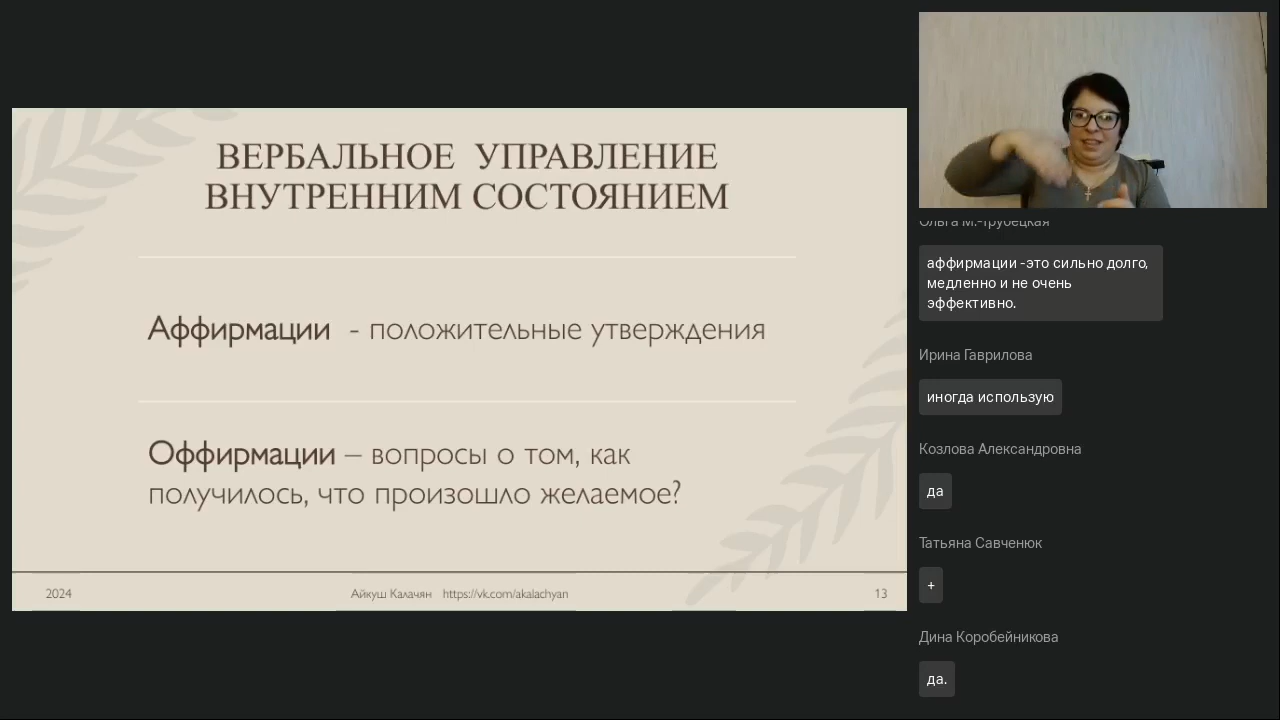 ВЕРБАЛЬНОЕ УПРАВЛЕНИЕ
ВНУТРЕННИМ СОСТОЯНИЕМ
Аффирмации - положительные утверждения
Оффирмации – вопросы о том, как
получилось, что произошло желаемое?
2024
Айкуш Калачян https://vk.com/akalachyan
13
Ольга М.-Трубецкая
аффирмации -это сильно долго,
медленно и не очень
эффективно.
Ирина Гаврилова
иногда использую
Козлова Александровна
да
Татьяна Савченюк
+
Дина Коробейникова
да.